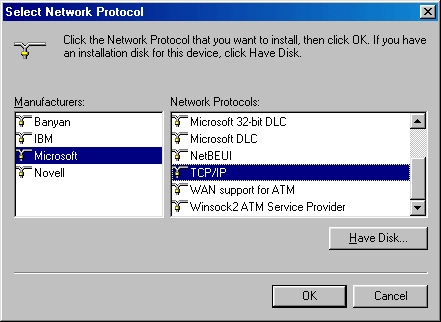 Select Network Protocol
Click the Network Protocol that you want to install, then click OK. If you have
an installation disk for this device, click Have Disk.
Manufacturers:
Banyan
IBM
Microsoft
Novell
Network Protocols:
Microsoft 32-bit DLC
Microsoft DLC
NetBEUI
TCP/IP
WAN support for ATM
Winsock2 ATM Service Provider
Have Disk...
OK
Cancel